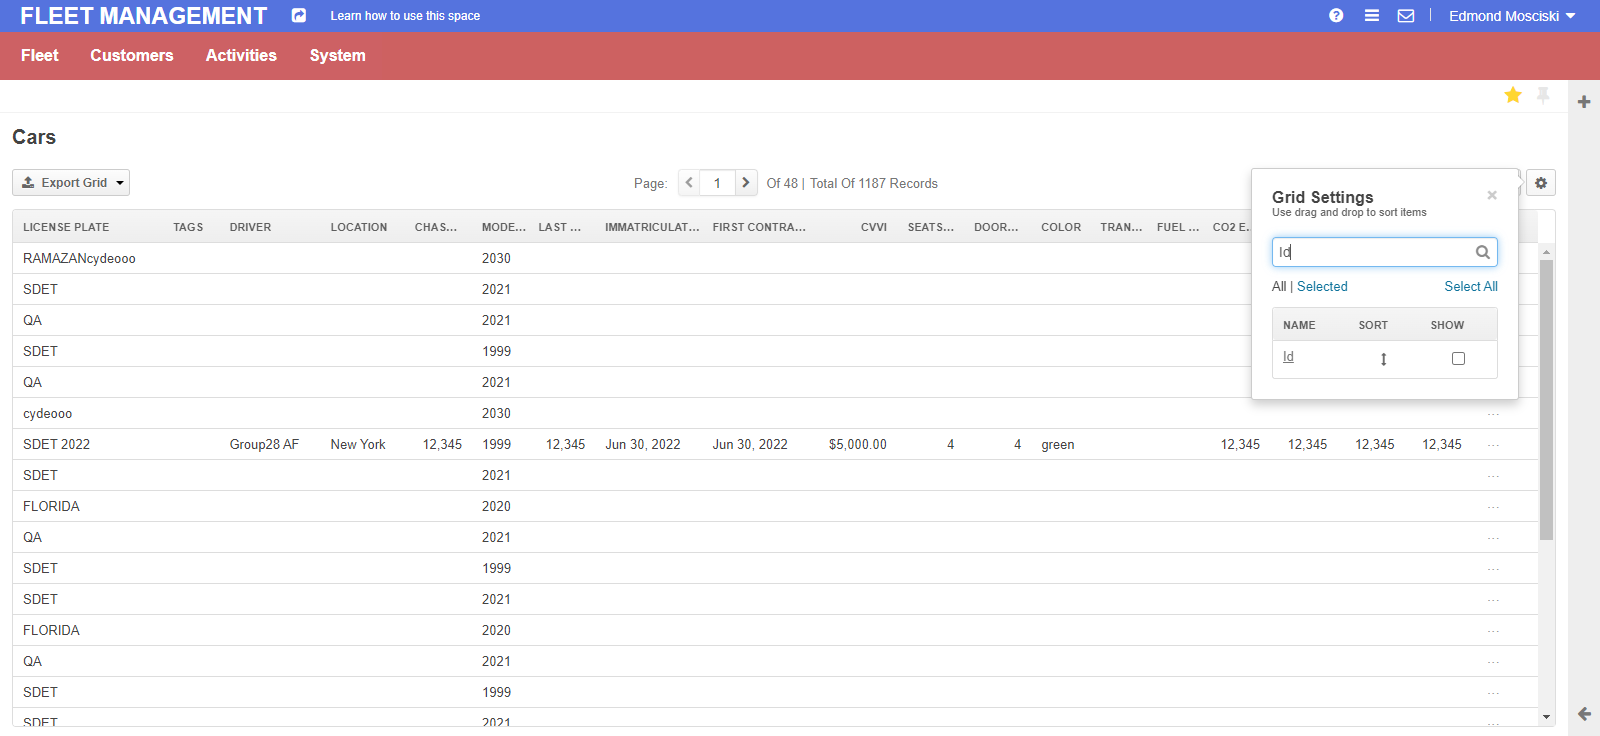 FLEET MANAGEMENT Learn how to use this space Edmond Mosciski
Fleet Customers Activities System
Cars
Export Grid Page: 1 Of 48 | Total Of 1187 Records
Grid Settings
Use drag and drop to sort items
Id
All | Selected Select All
NAME SORT SHOW
Id
LICENSE PLATE TAGS DRIVER LOCATION CHAS... MODE... LAST ... IMMATRICULAT... FIRST CONTRA... CVVI SEATS... DOOR... COLOR TRAN... FUEL ... CO2 E...
RAMAZANcydeooo 2030
SDET 2021
QA 2021
SDET 1999
QA 2021
cydeooo 2030 ...
SDET 2022 Group28 AF New York 12,345 1999 12,345 Jun 30, 2022 Jun 30, 2022 $5,000.00 4 4 green 12,345 12,345 12,345 12,345 ...
SDET 2021 ...
FLORIDA 2020 ...
QA 2021 ...
SDET 1999 ...
SDET 2021 ...
FLORIDA 2020 ...
QA 2021 ...
SDET 1999 ...
SDET 2021 ...